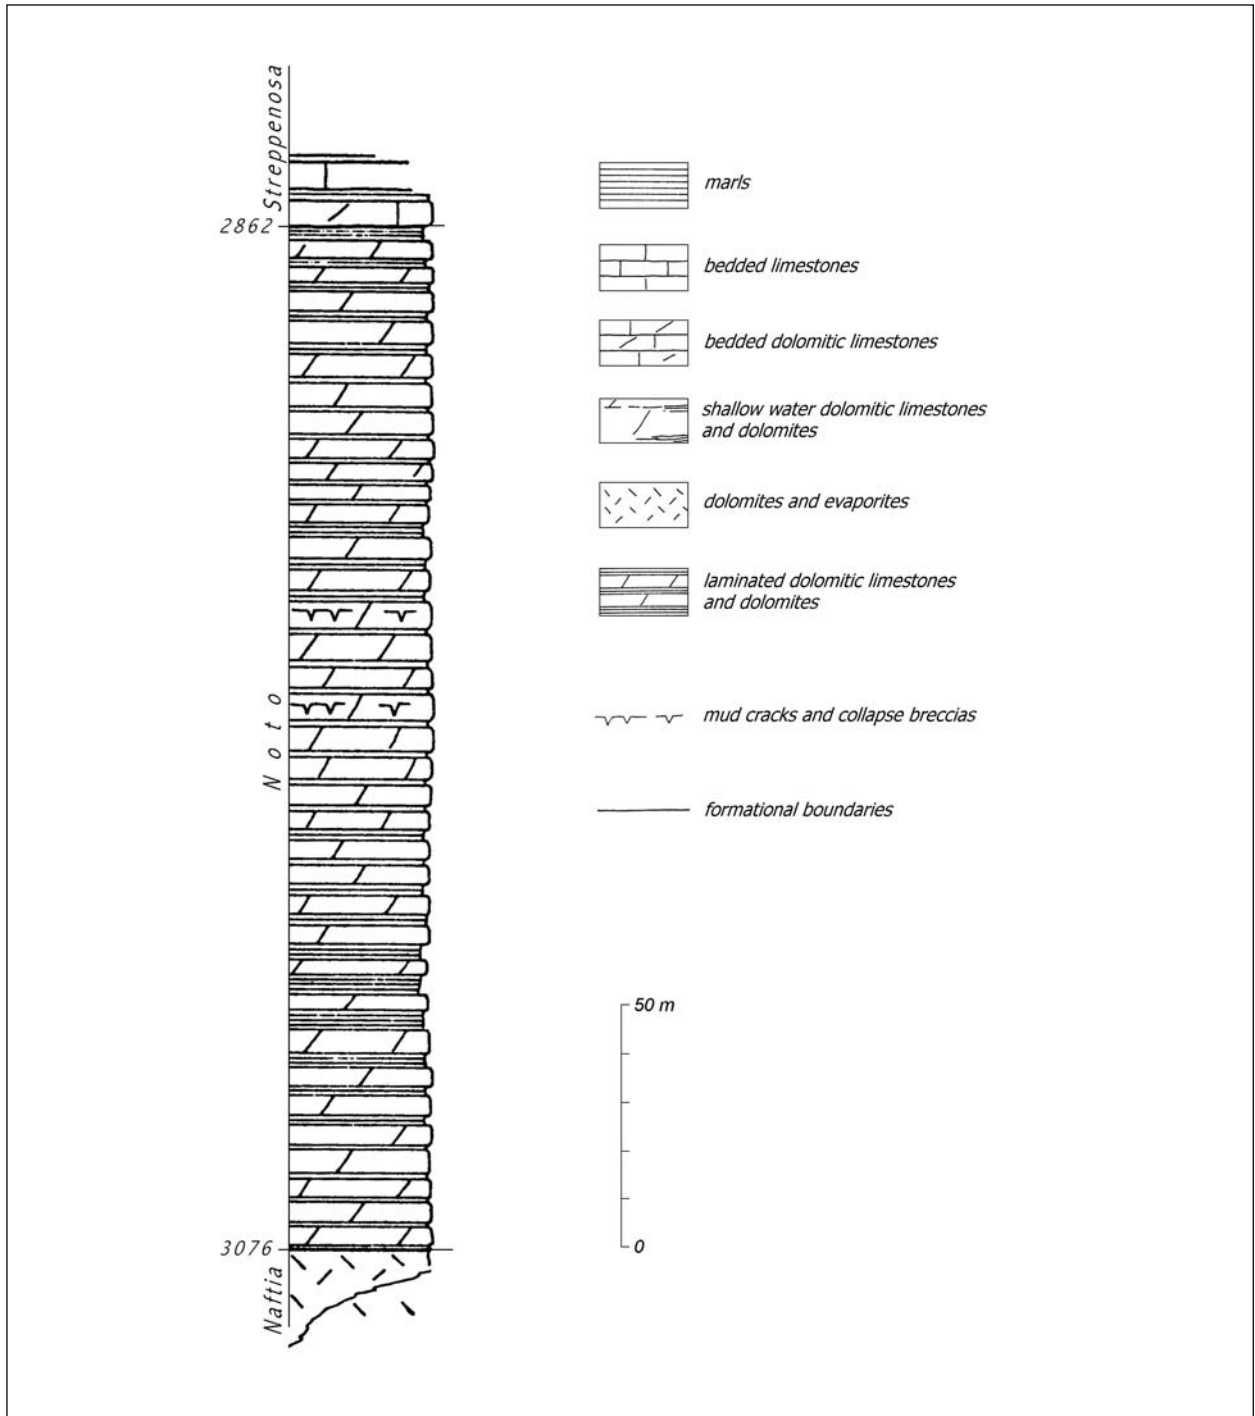 Streppenosa
2862
Noto
3076
Naftia
marls
bedded limestones
bedded dolomitic limestones
shallow water dolomitic limestones
and dolomites
dolomites and evaporites
laminated dolomitic limestones
and dolomites
mud cracks and collapse breccias
formational boundaries
50 m
0